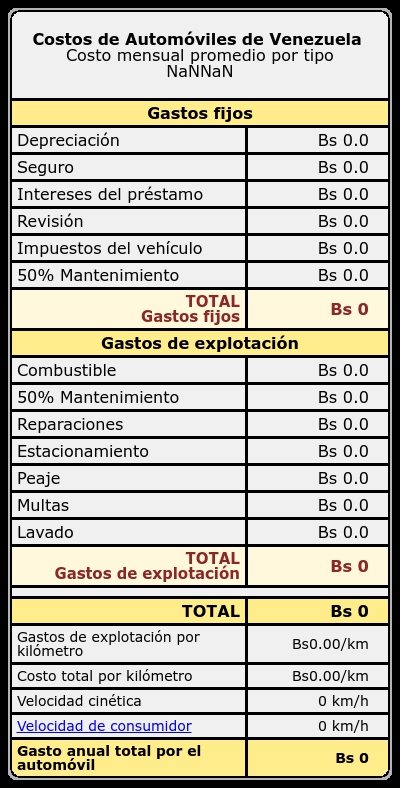 Costos de Automóviles de Venezuela
Costo mensual promedio por tipo
NaNNaN
Gastos fijos
Depreciación Bs 0.0
Seguro Bs 0.0
Intereses del préstamo Bs 0.0
Revisión Bs 0.0
Impuestos del vehículo Bs 0.0
50% Mantenimiento Bs 0.0
TOTAL
Gastos fijos Bs 0
Gastos de explotación
Combustible Bs 0.0
50% Mantenimiento Bs 0.0
Reparaciones Bs 0.0
Estacionamiento Bs 0.0
Peaje Bs 0.0
Multas Bs 0.0
Lavado Bs 0.0
TOTAL
Gastos de explotación Bs 0
TOTAL Bs 0
Gastos de explotación por
kilómetro Bs0.00/km
Costo total por kilómetro Bs0.00/km
Velocidad cinética 0 km/h
Velocidad de consumidor 0 km/h
Gasto anual total por el
automóvil Bs 0